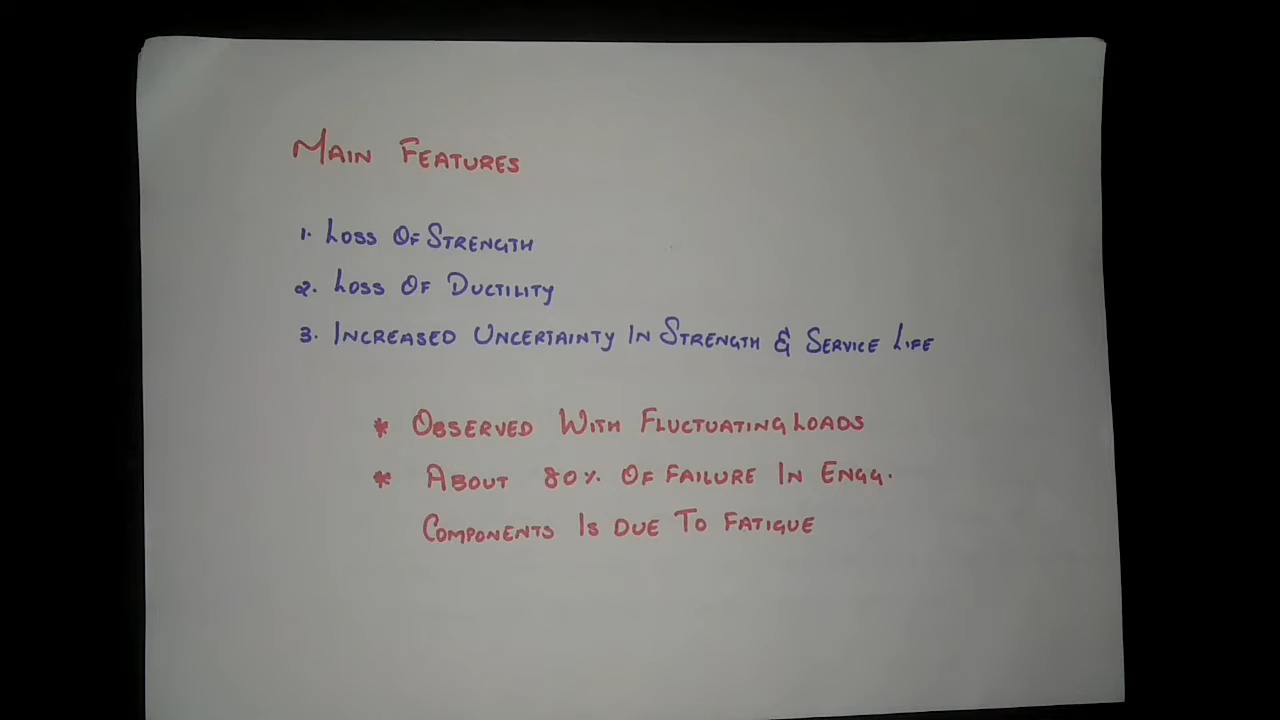 MAIN FEATURES
1. LOSS OF STRENGTH
2. LOSS OF DUCTILITY
3. INCREASED UNCERTAINTY IN STRENGTH & SERVICE LIFE
* OBSERVED WITH FLUCTUATING LOADS
* ABOUT 80% OF FAILURE IN ENGG.
COMPONENTS IS DUE TO FATIGUE